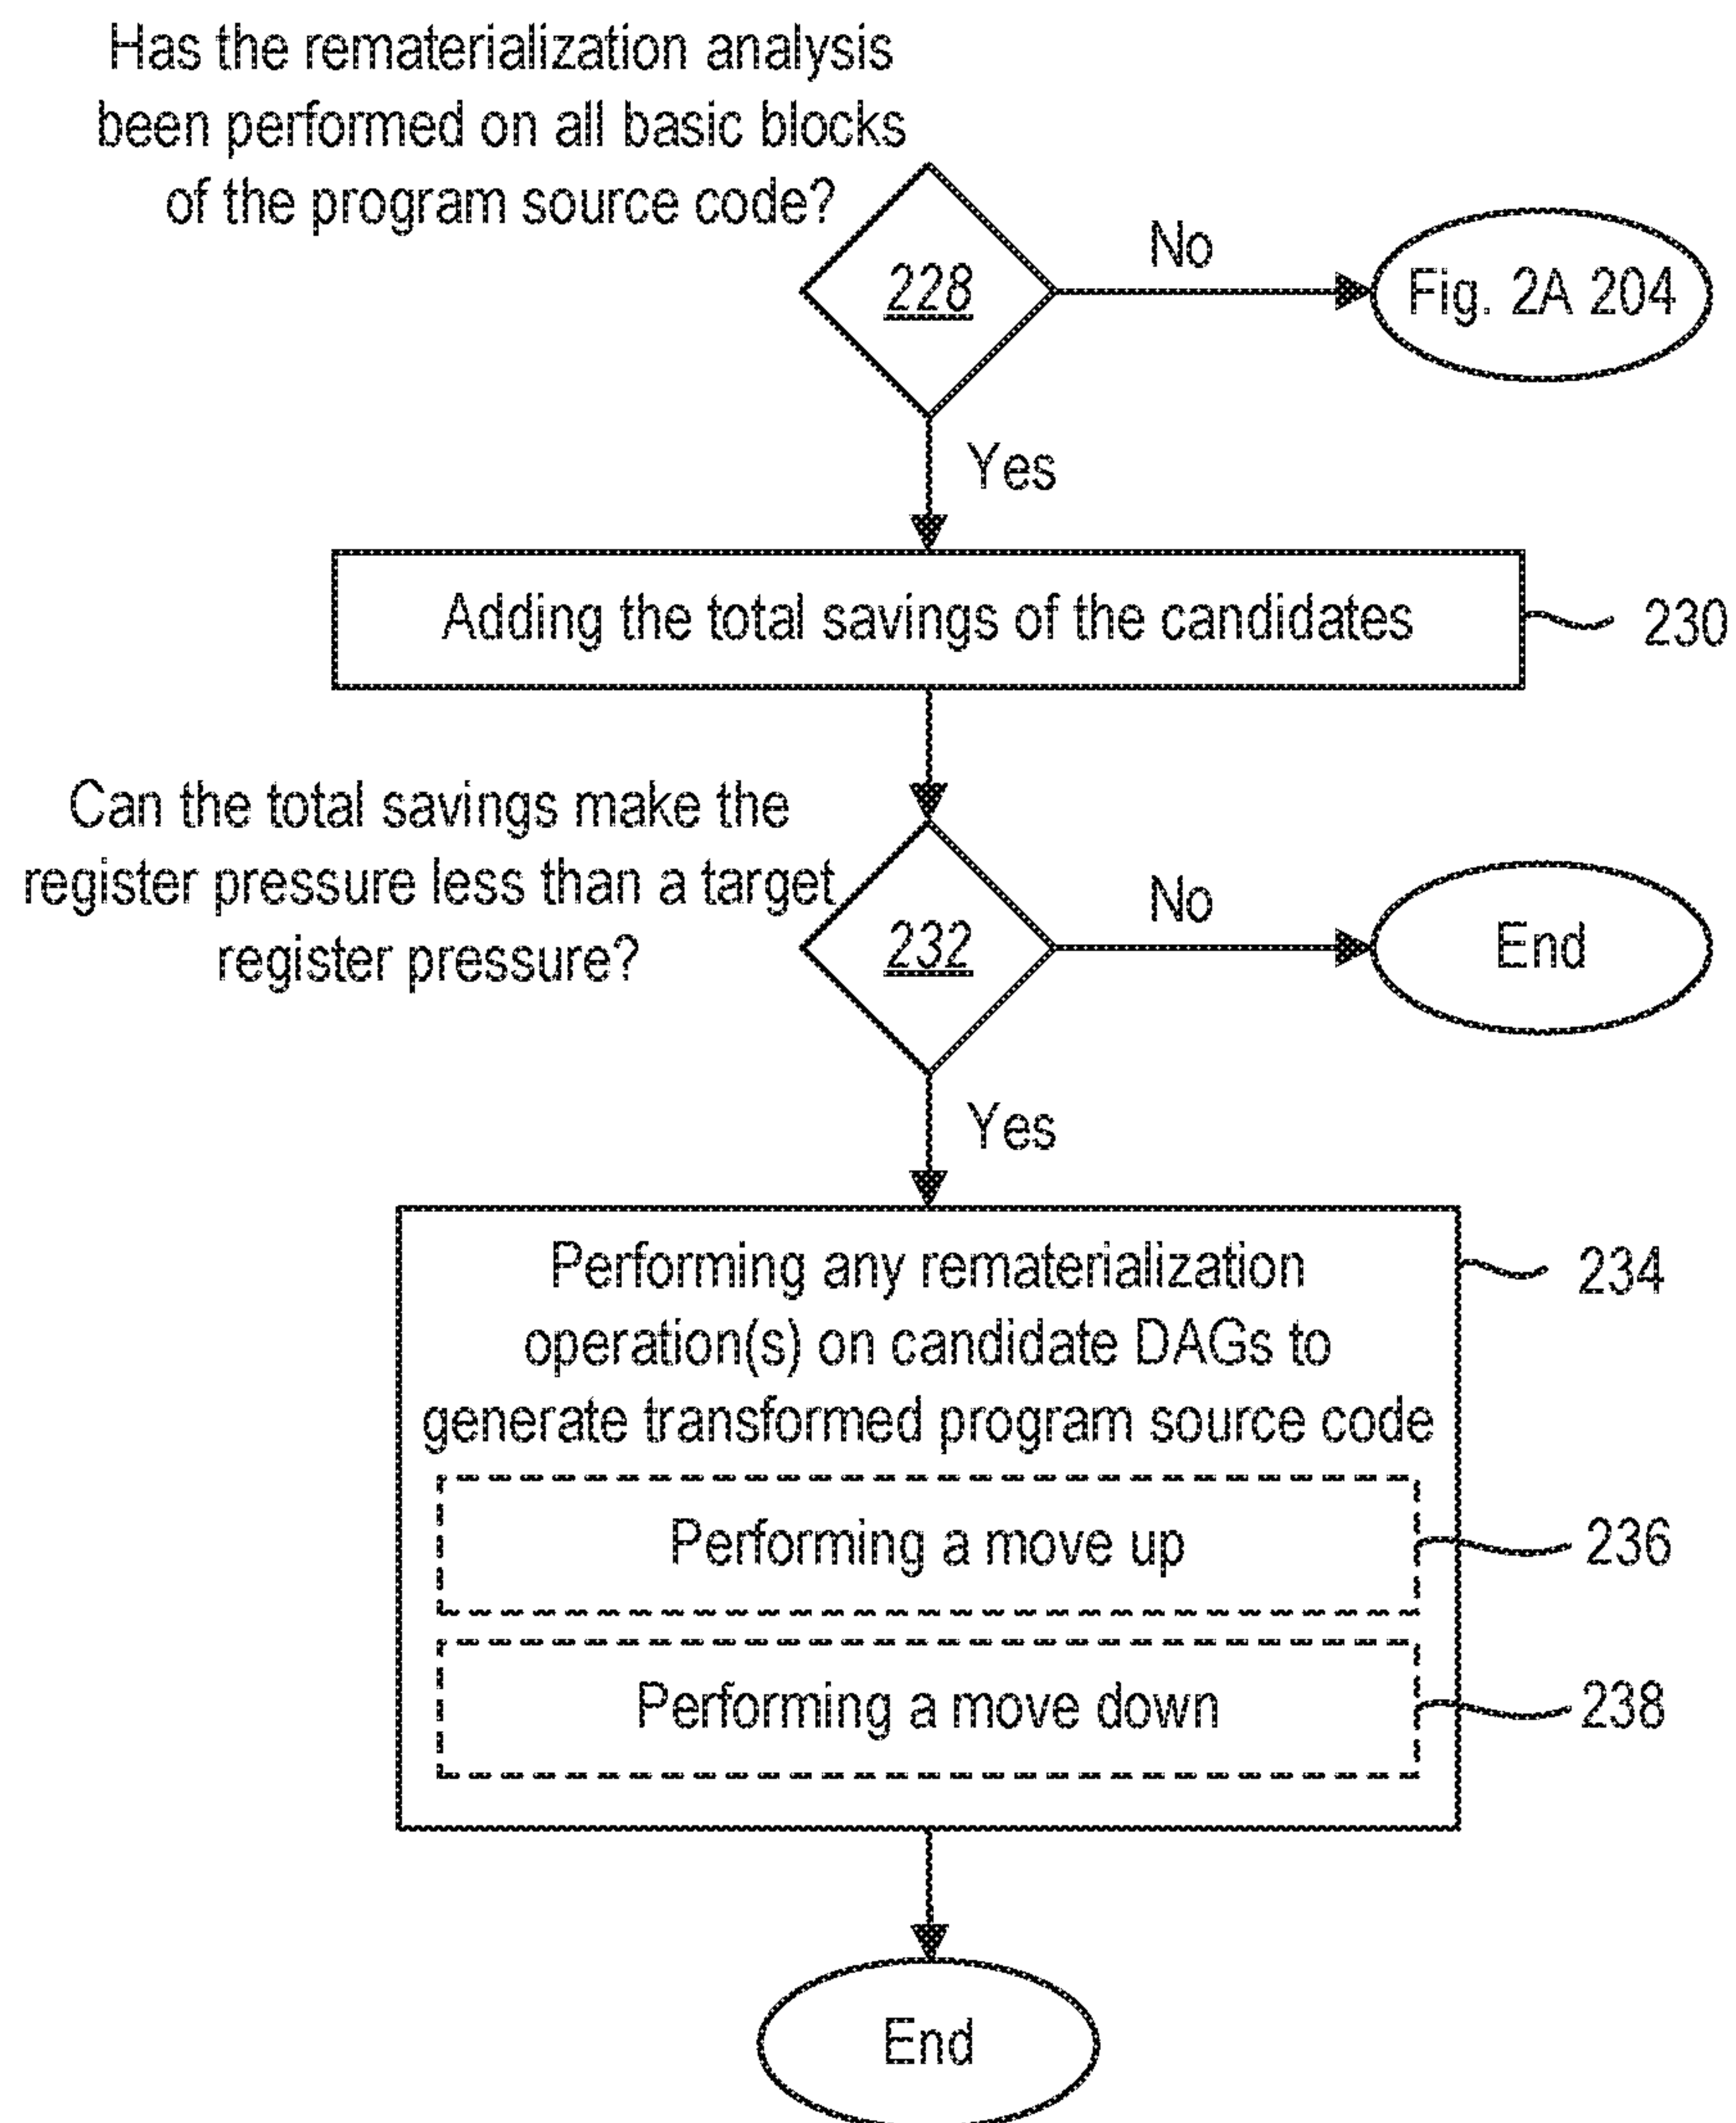 Has the rematerialization analysis
been performed on all basic blocks
of the program source code?
228
No
Fig. 2A 204
Yes
Adding the total savings of the candidates
230
Can the total savings make the
register pressure less than a target
register pressure?
232
No
End
Yes
Performing any rematerialization
operation(s) on candidate DAGs to
generate transformed program source code
234
Performing a move up
236
Performing a move down
238
End